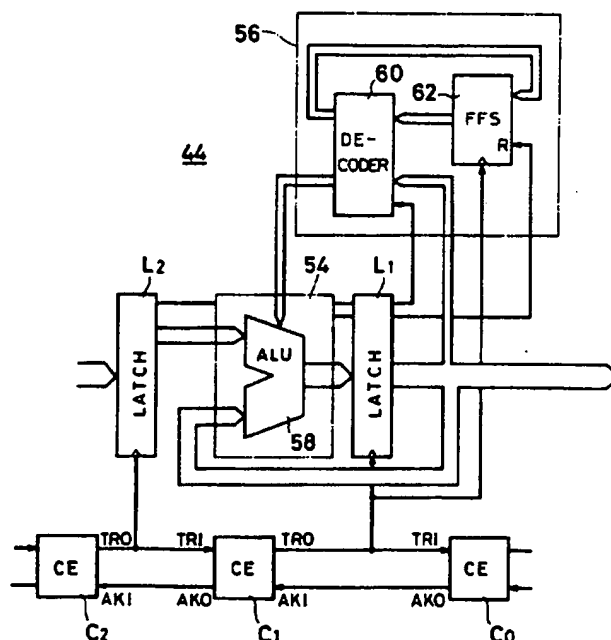 56
60
62
FFS
R
DE-
CODER
44
L2
54
L1
LATCH
ALU
LATCH
58
CE
TRO
TRI
CE
TRO
TRI
CE
AKI
AKO
AKI
AKO
C2
C1
C0